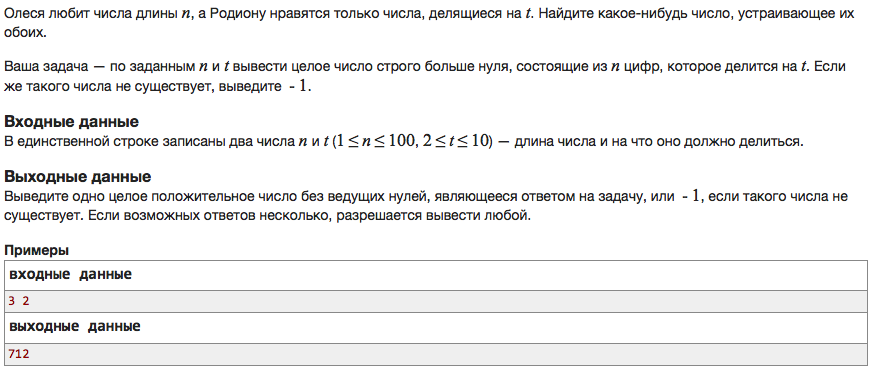 Олеся любит числа длины n, а Родиону нравятся только числа, делящиеся на t. Найдите какое-нибудь число, устраивающее их
обоих.
Ваша задача — по заданным n и t вывести целое число строго больше нуля, состоящие из n цифр, которое делится на t. Если
же такого числа не существует, выведите - 1.
Входные данные
В единственной строке записаны два числа n и t (1 ≤ n ≤ 100, 2 ≤ t ≤ 10) — длина числа и на что оно должно делиться.
Выходные данные
Выведите одно целое положительное число без ведущих нулей, являющееся ответом на задачу, или - 1, если такого числа не
существует. Если возможных ответов несколько, разрешается вывести любой.
Примеры
входные данные
3 2
выходные данные
712